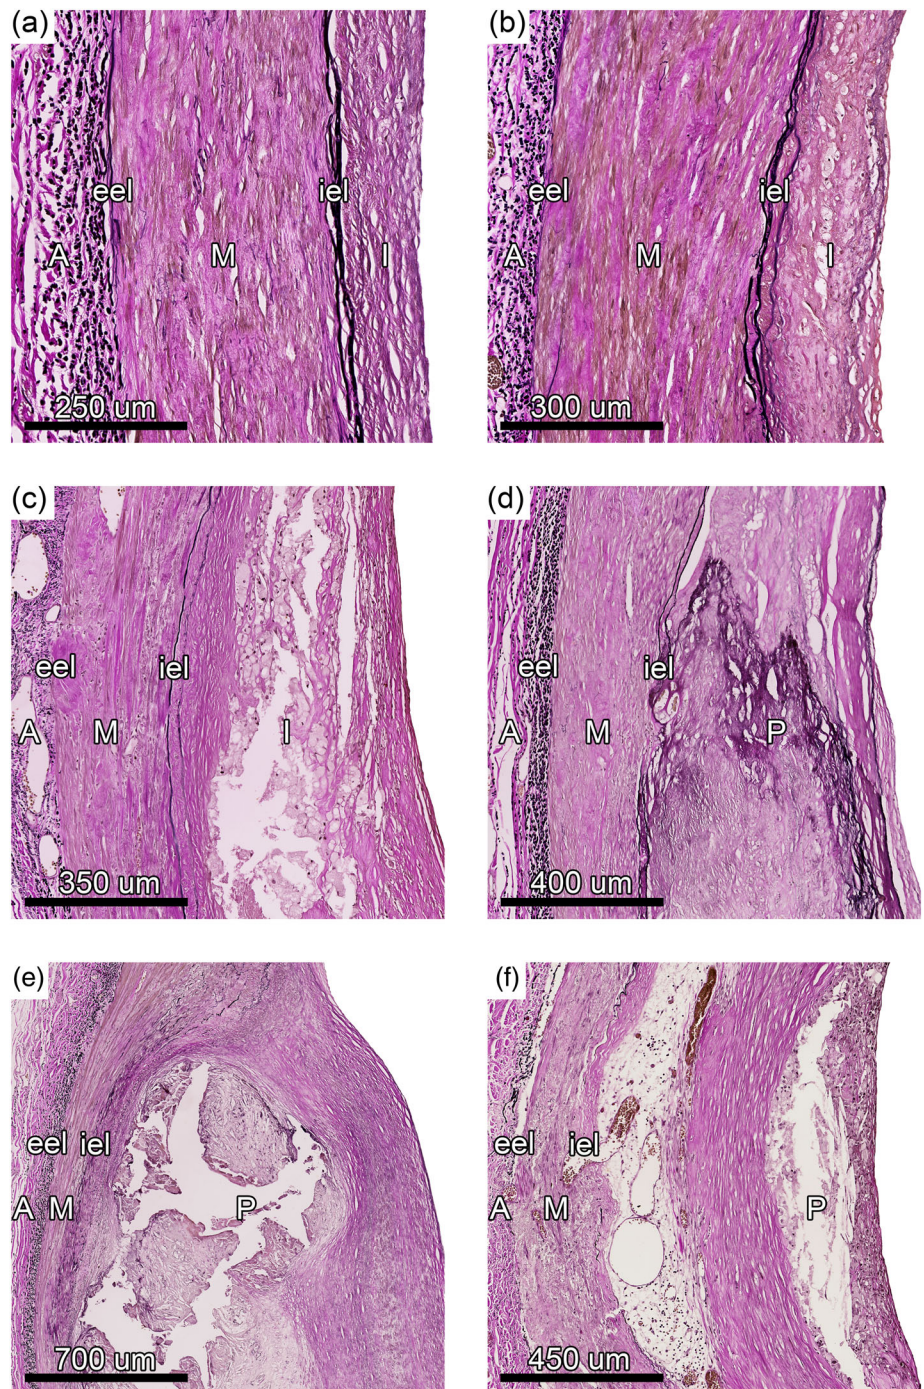 (a)
eel
iel
A
M
I
250 um
(b)
eel
iel
A
M
I
300 um
(c)
eel
iel
A
M
I
350 um
(d)
eel
iel
A
M
P
400 um
(e)
eel
iel
A
M
P
700 um
(f)
eel
iel
A
M
P
450 um